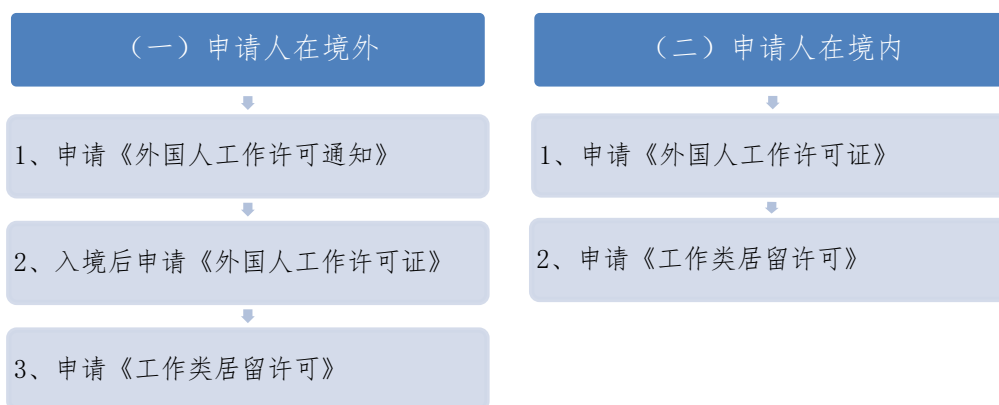 （一）申请人在境外
1、申请《外国人工作许可通知》
2、入境后申请《外国人工作许可证》
3、申请《工作类居留许可》
（二）申请人在境内
1、申请《外国人工作许可证》
2、申请《工作类居留许可》